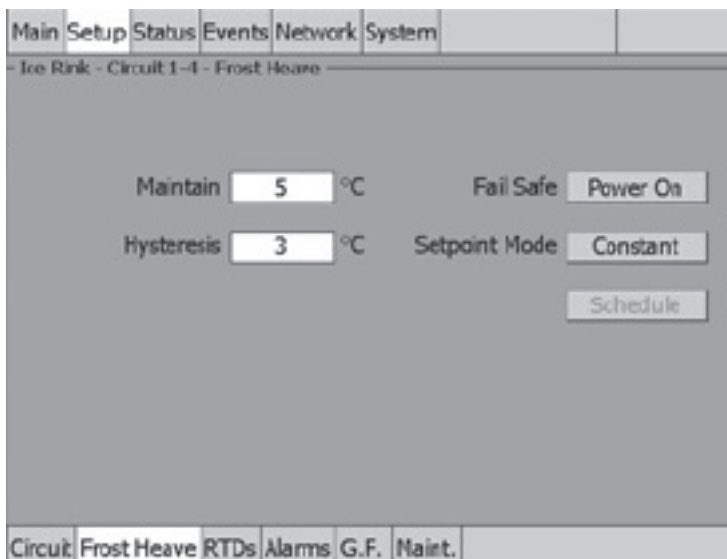 Main Setup Status Events Network System
Ice Rink - Circuit 1-4 - Frost Heave
Maintain 5 °C Fail Safe Power On
Hysteresis 3 °C Setpoint Mode Constant
Schedule
Circuit Frost Heave RTDs Alarms G.F. Maint.